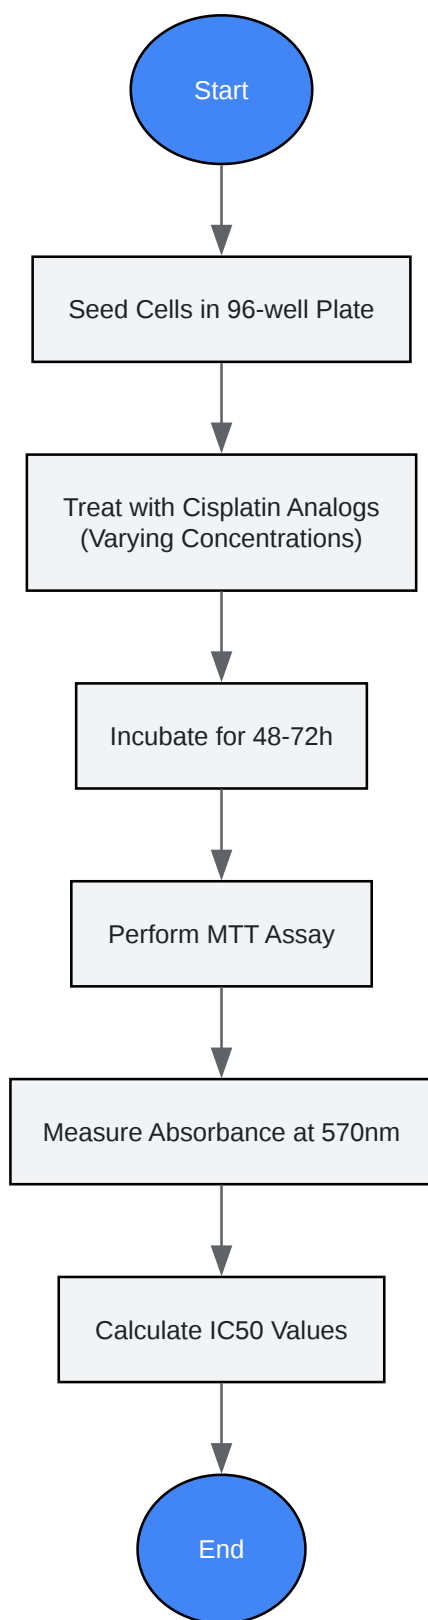 Start
Seed Cells in 96-well Plate
Treat with Cisplatin Analogs
(Varying Concentrations)
Incubate for 48-72h
Perform MTT Assay
Measure Absorbance at 570nm
Calculate IC50 Values
End